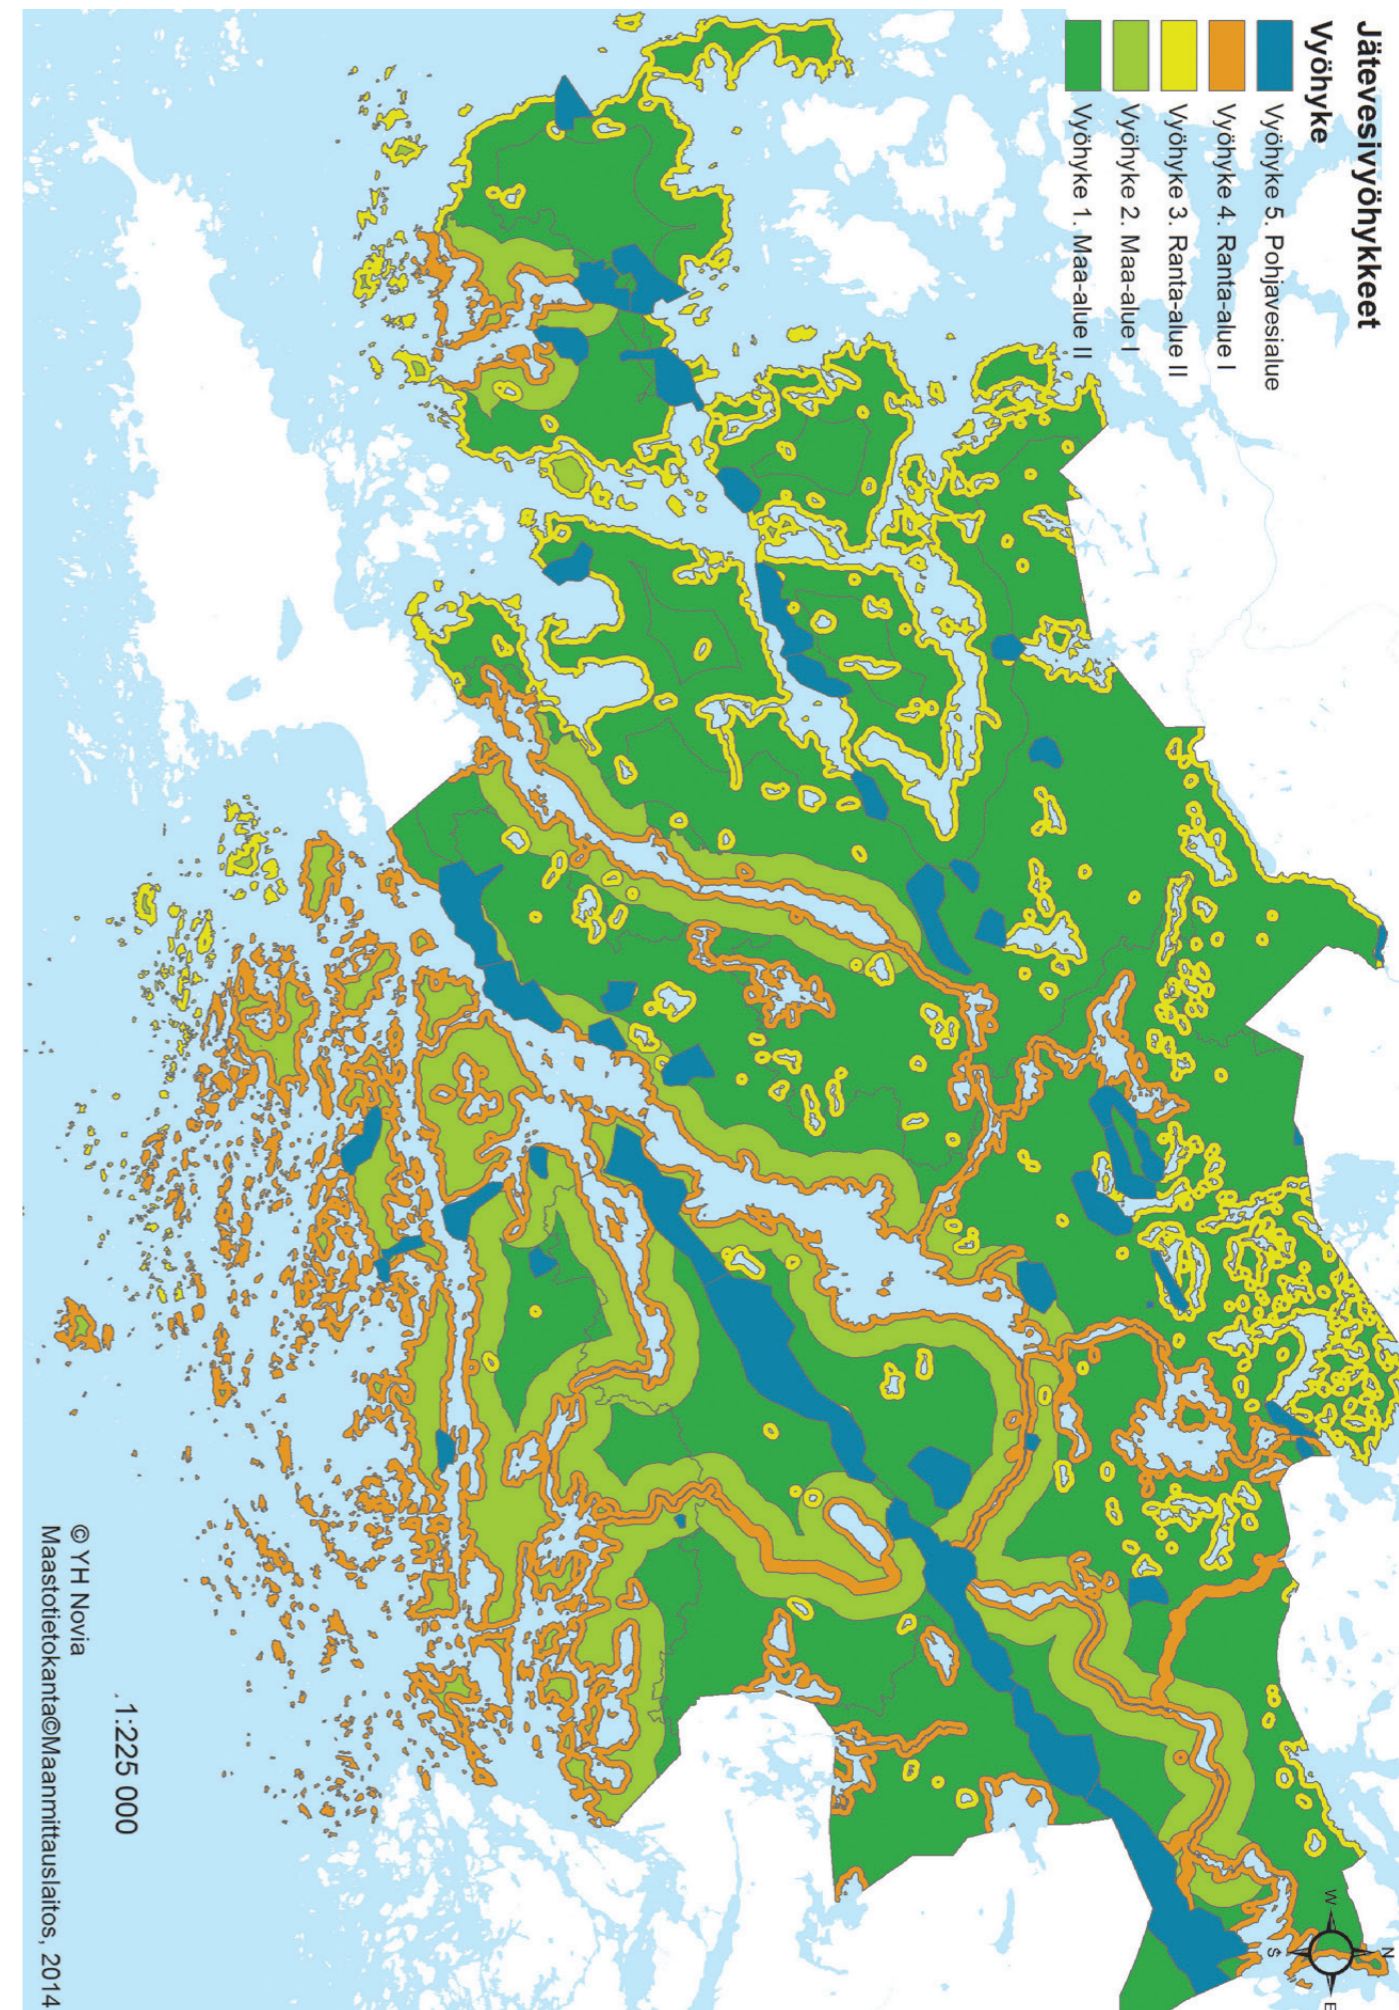 Jätevesivyöhykkeet
Vyöhyke
Vyöhyke 5. Pohjavesialue
Vyöhyke 4. Ranta-alue I
Vyöhyke 3. Ranta-alue II
Vyöhyke 2. Maa-alue I
Vyöhyke 1. Maa-alue II
N
W
E
S
1:225 000
© YH Novia
Maastotietokanta©Maanmittauslaitos, 2014